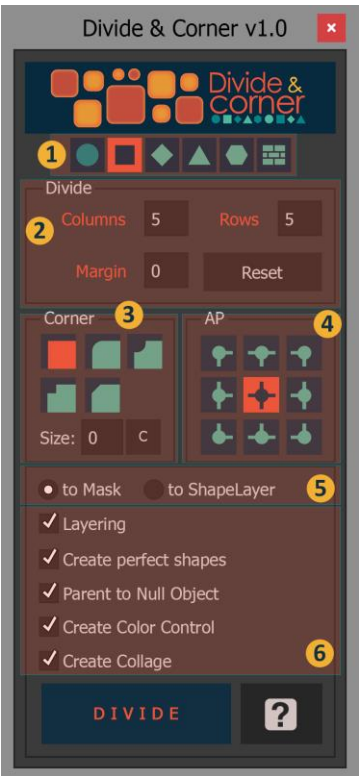 Divide & Corner v1.0
Divide &
corner
1
Divide
2
Columns 5 Rows 5
Margin 0 Reset
Corner 3
AP 4
Size: 0 C
to Mask to ShapeLayer 5
Layering
Create perfect shapes
Parent to Null Object
Create Color Control
Create Collage 6
DIVIDE ?